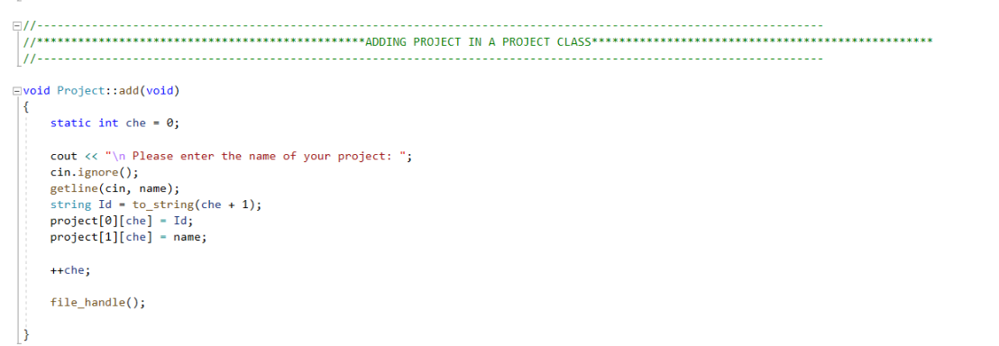 //--------------------------------------------------------------------------------------------------------------------
//************************************************ADDING PROJECT IN A PROJECT CLASS**************************************************
//--------------------------------------------------------------------------------------------------------------------
void Project::add(void)
{
    static int che = 0;
    cout << "\n Please enter the name of your project: ";
    cin.ignore();
    getline(cin, name);
    string Id = to_string(che + 1);
    project[0][che] = Id;
    project[1][che] = name;
    ++che;
    file_handle();
}